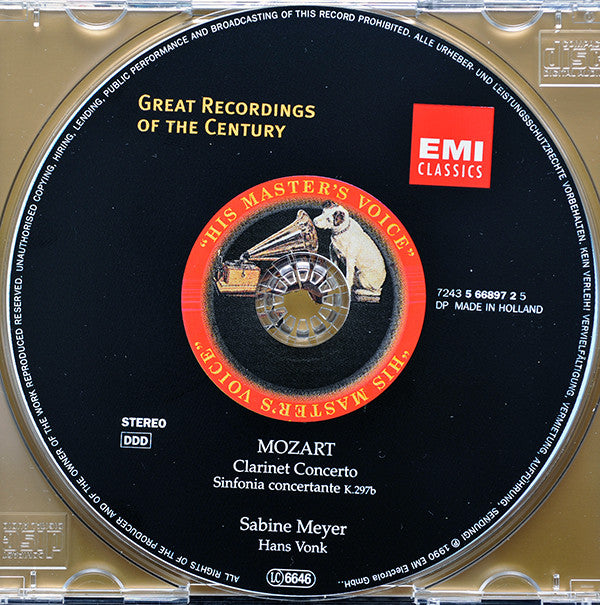 GREAT RECORDINGS
OF THE CENTURY
EMI
CLASSICS
"HIS MASTER'S VOICE"
"HIS MASTER'S VOICE"
7243 5 66897 2 5
DP MADE IN HOLLAND
STEREO
DDD
MOZART
Clarinet Concerto
Sinfonia concertante K.297b
Sabine Meyer
Hans Vonk
LC 6646
ALL RIGHTS OF THE PRODUCER AND OF THE OWNER OF THE WORK REPRODUCED RESERVED. UNAUTHORISED COPYING, HIRING, LENDING, PUBLIC PERFORMANCE AND BROADCASTING OF THIS RECORD PROHIBITED. ALLE URHEBER- UND LEISTUNGSSCHUTZRECHTE VORBEHALTEN. KEIN VERLEIH! VERVIELFÄLTIGUNG, VERMIETUNG, AUFFÜHRUNG, SENDUNG! ℗ 1990 EMI Electrola GmbH..
COMPACT
disc
DIGITAL AUDIO